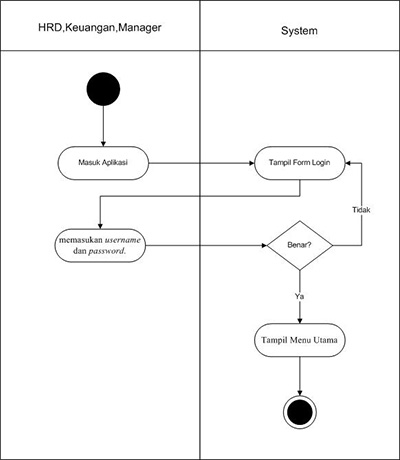 HRD,Keuangan,Manager
System
Masuk Aplikasi
Tampil Form Login
Tidak
memasukan username
dan password.
Benar?
Ya
Tampil Menu Utama